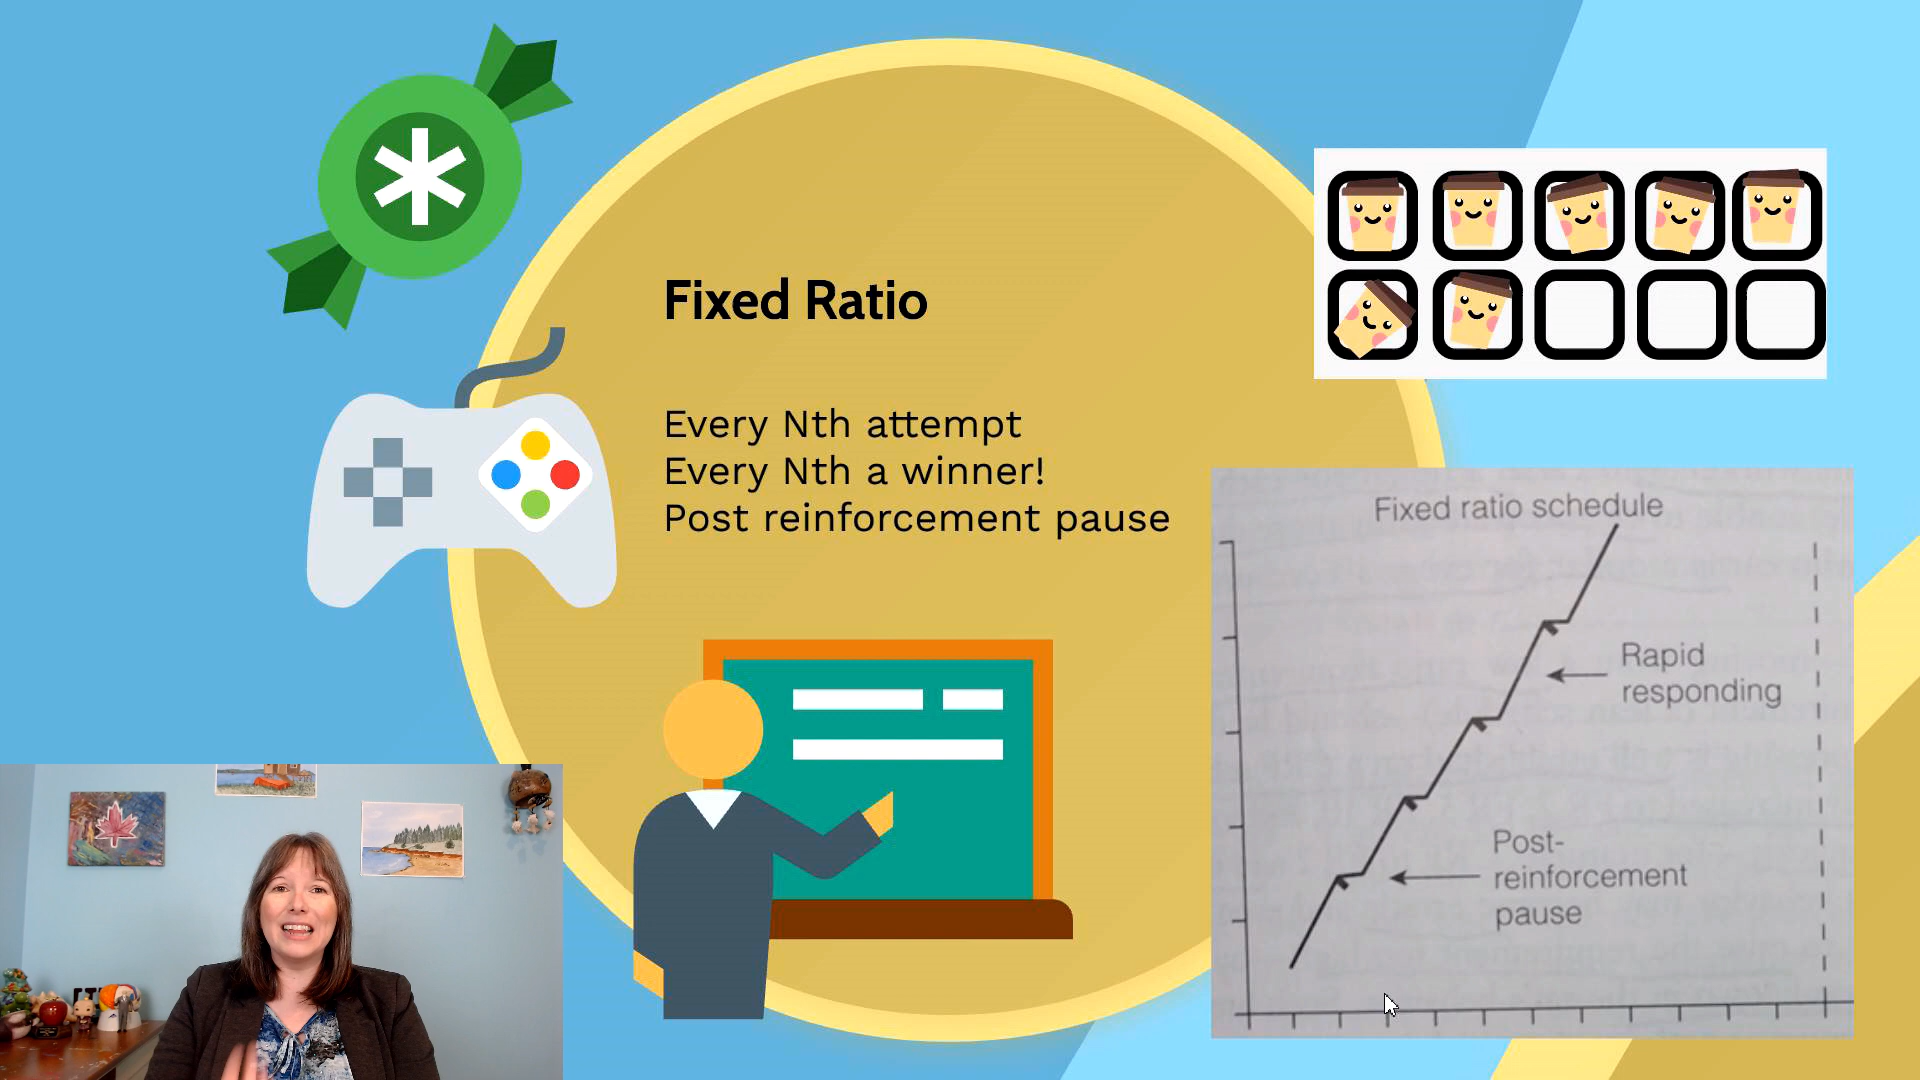 Fixed Ratio
Every Nth attempt
Every Nth a winner!
Post reinforcement pause
Fixed ratio schedule
Rapid
responding
Post-
reinforcement
pause